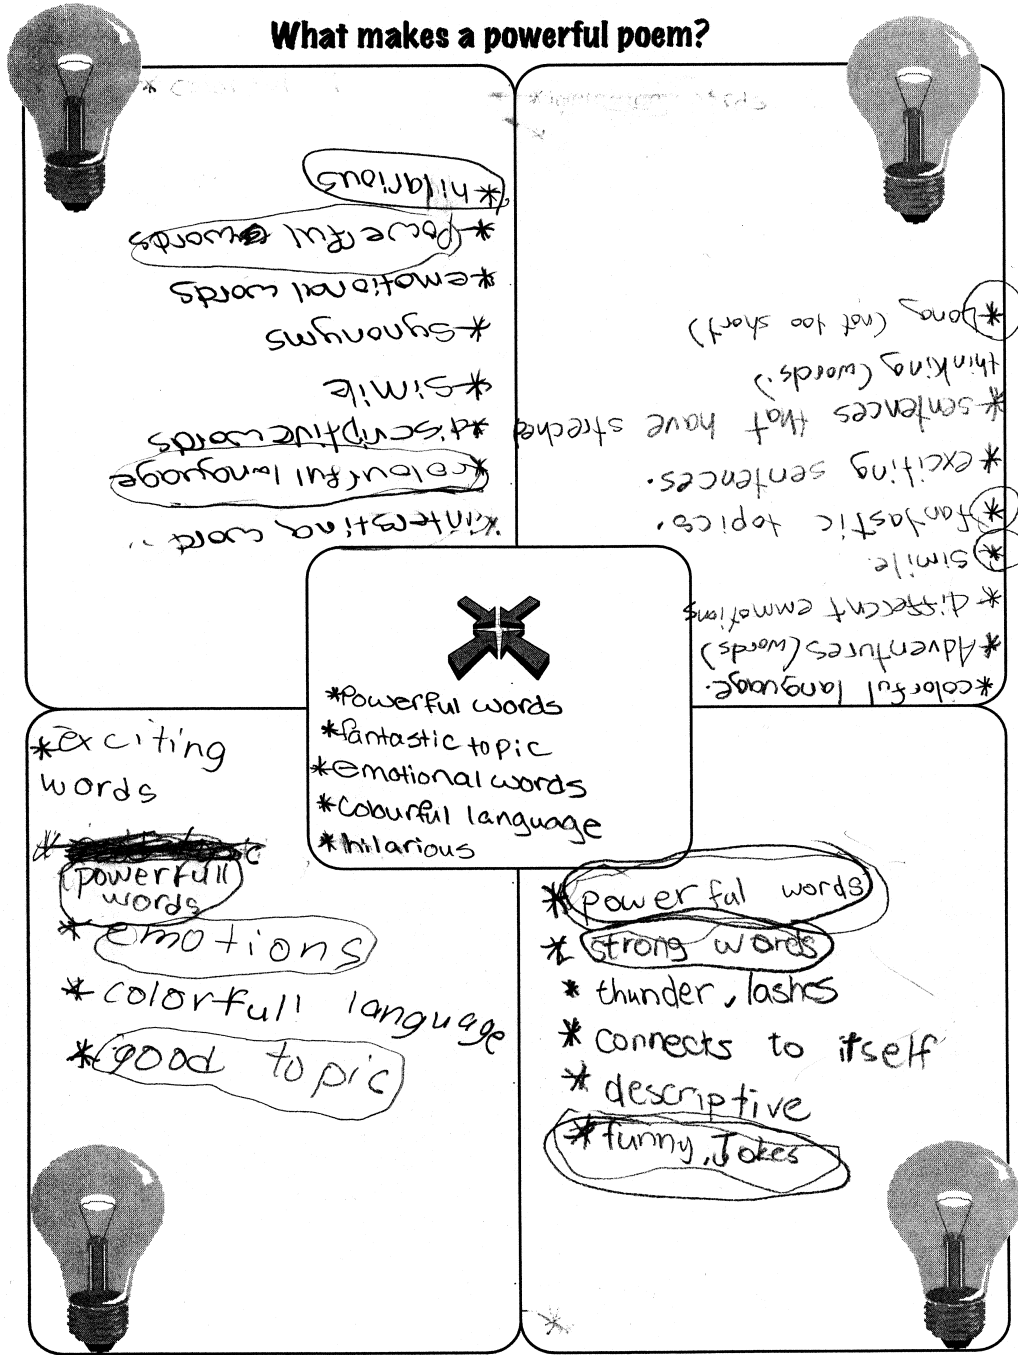 What makes a powerful poem?
*intersting word
*colourful language
*discriptive words
*Simile
*Synonyms
*emotional words
*powerful words
*hilarious
*colorful language.
*Adventures (words)
*different emmotions
*Simile.
*fantastic topics.
*exciting sentences.
*sentences that have streched
thinking (words.)
*Long (not too short)
*Powerful words
*fantastic topic
*emotional words
*Colourful language
*hilarious
*exciting
words
*
powerfull
words
*emotions
*colorfull language
*good topic
*powerful words
*strong words
*thunder, lashes
*connects to itself
*descriptive
*funny, Jokes